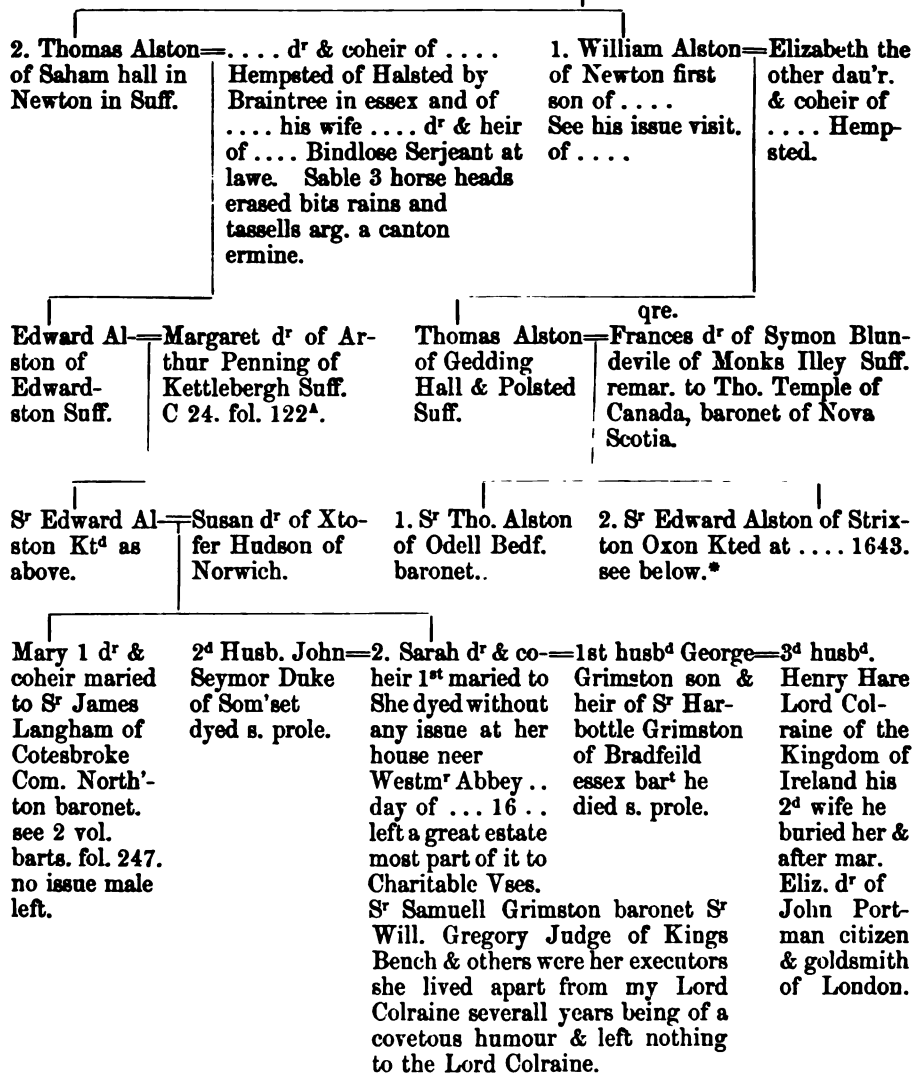 2. Thomas Alston=
of Saham hall in
Newton in Suff.
. . . . dʳ & coheir of . . . .
Hempsted of Halsted by
Braintree in essex and of
. . . . his wife . . . . dʳ & heir
of . . . . Bindlose Serjeant at
lawe. Sable 3 horse heads
erased bits rains and
tassells arg. a canton
ermine.
1. William Alston=
of Newton first
son of . . . .
See his issue visit.
of . . . .
Elizabeth the
other dau'r.
& coheir of
. . . . Hemp-
sted.
Edward Al-=
ston of
Edward-
ston Suff.
Margaret dʳ of Ar-
thur Penning of
Kettlebergh Suff.
C 24. fol. 122ᴬ.
Thomas Alston=
of Gedding
Hall & Polsted
Suff.
qre.
Frances dʳ of Symon Blun-
devile of Monks Illey Suff.
remar. to Tho. Temple of
Canada, baronet of Nova
Scotia.
Sʳ Edward Al-=
ston Ktᵈ as
above.
Susan dʳ of Xto-
fer Hudson of
Norwich.
1. Sʳ Tho. Alston
of Odell Bedf.
baronet..
2. Sʳ Edward Alston of Strix-
ton Oxon Kted at . . . . 1643.
see below.*
Mary 1 dʳ &
coheir maried
to Sʳ James
Langham of
Cotesbroke
Com. North'-
ton baronet.
see 2 vol.
barts. fol. 247.
no issue male
left.
2ᵈ Husb. John=
Seymor Duke
of Som'set
dyed s. prole.
2. Sarah dʳ & co-=
heir 1ˢᵗ maried to
She dyed without
any issue at her
house neer
Westmʳ Abbey . .
day of . . . 16 . .
left a great estate
most part of it to
Charitable Vses.
Sʳ Samuell Grimston baronet Sʳ
Will. Gregory Judge of Kings
Bench & others were her executors
she lived apart from my Lord
Colraine severall years being of a
covetous humour & left nothing
to the Lord Colraine.
1st husbᵈ George=
Grimston son &
heir of Sʳ Har-
bottle Grimston
of Bradfeild
essex barᵗ he
died s. prole.
3ᵈ husbᵈ.
Henry Hare
Lord Col-
raine of the
Kingdom of
Ireland his
2ᵈ wife he
buried her &
after mar.
Eliz. dʳ of
John Port-
man citizen
& goldsmith
of London.